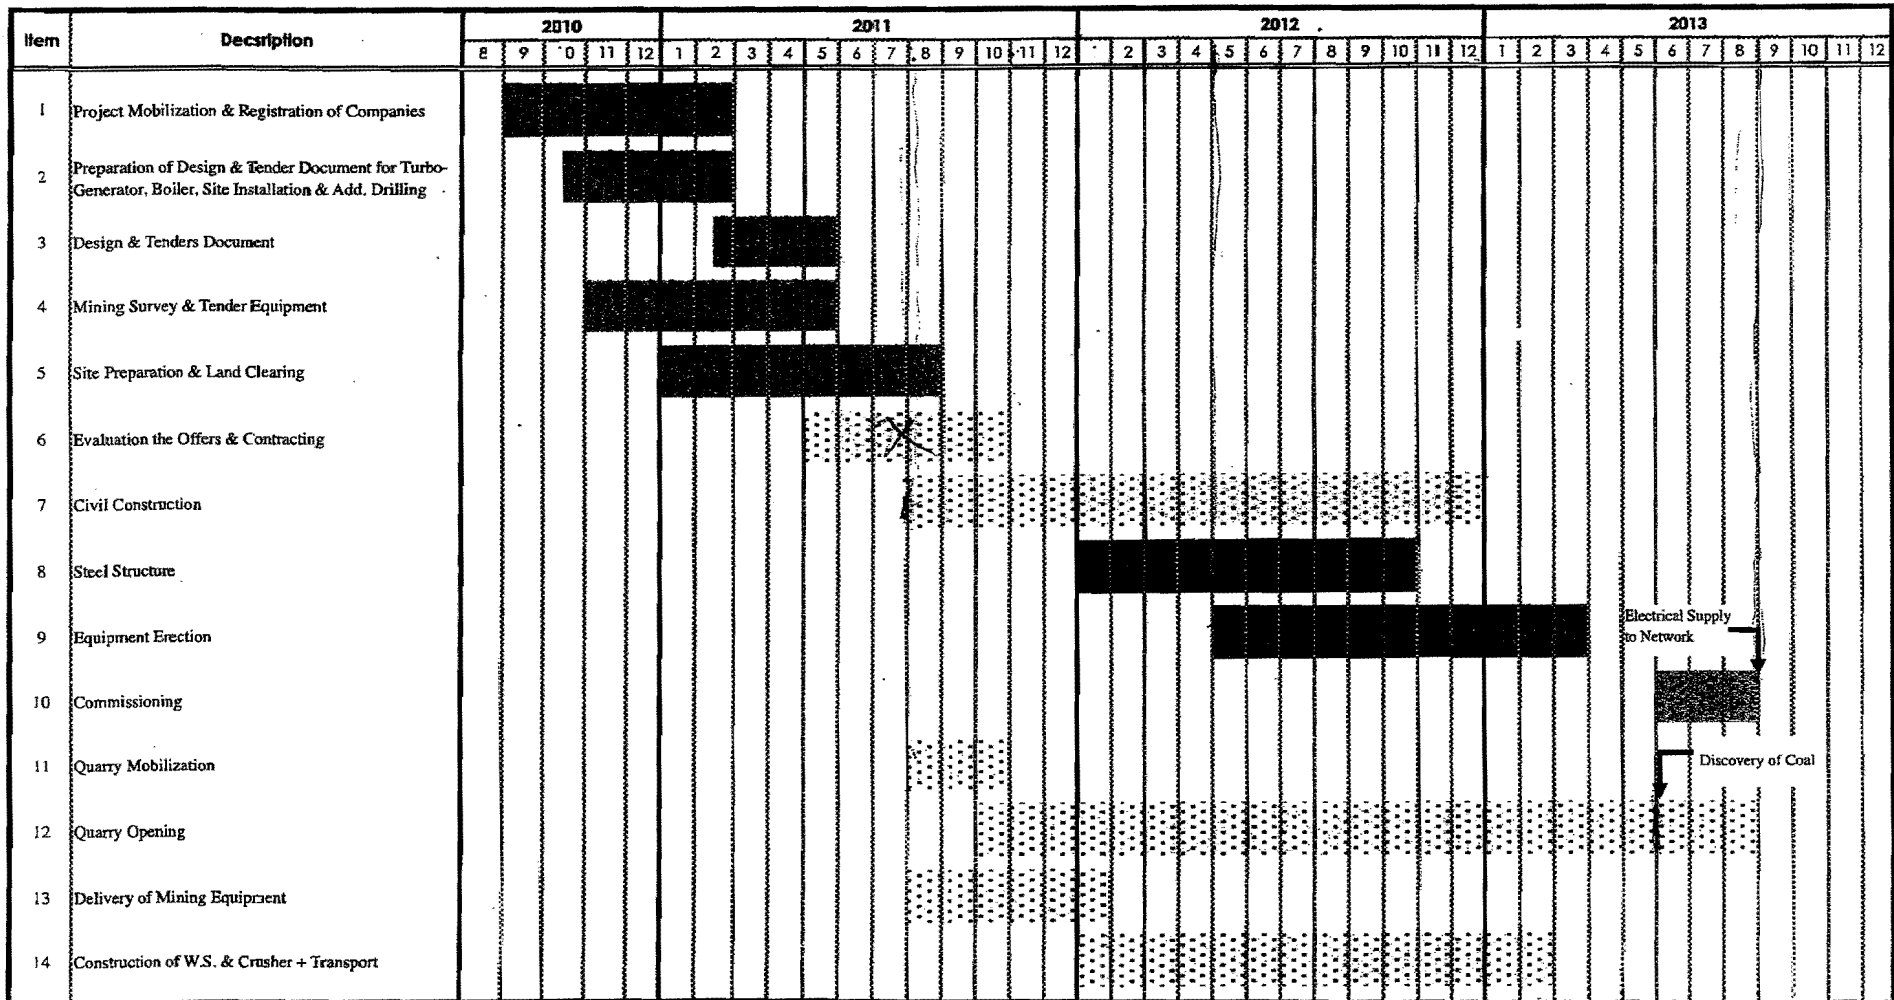 Item Decsription 2010 2011 2012 2013
8 9 0 11 12 1 2 3 4 5 6 7 8 9 10 11 12 2 3 4 5 6 7 8 9 10 11 12 1 2 3 4 5 6 7 8 9 10 11 12
1 Project Mobilization & Registration of Companies
2 Preparation of Design & Tender Document for Turbo-
Generator, Boiler, Site Installation & Add. Drilling
3 Design & Tenders Document
4 Mining Survey & Tender Equipment
5 Site Preparation & Land Clearing
6 Evaluation the Offers & Contracting
7 Civil Construction
8 Steel Structure
9 Equipment Erection
Electrical Supply
to Network
10 Commissioning
11 Quarry Mobilization
Discovery of Coal
12 Quarry Opening
13 Delivery of Mining Equipment
14 Construction of W.S. & Crusher + Transport